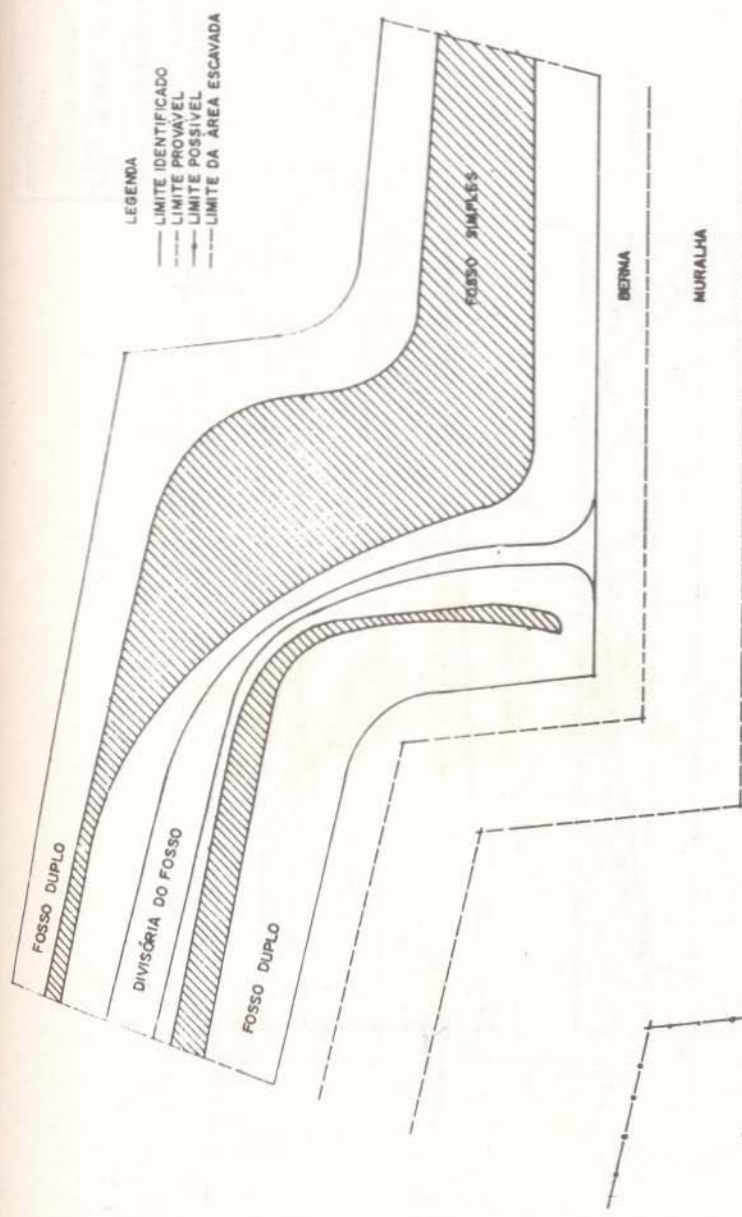 LEGENDA
LIMITE IDENTIFICADO
LIMITE PROVÁVEL
LIMITE POSSIVEL
LIMITE DA ÁREA ESCAVADA
FOSSO DUPLO
DIVISÓRIA DO FOSSO
FOSSO DUPLO
FOSSO SIMPLES
BERMA
MURALHA